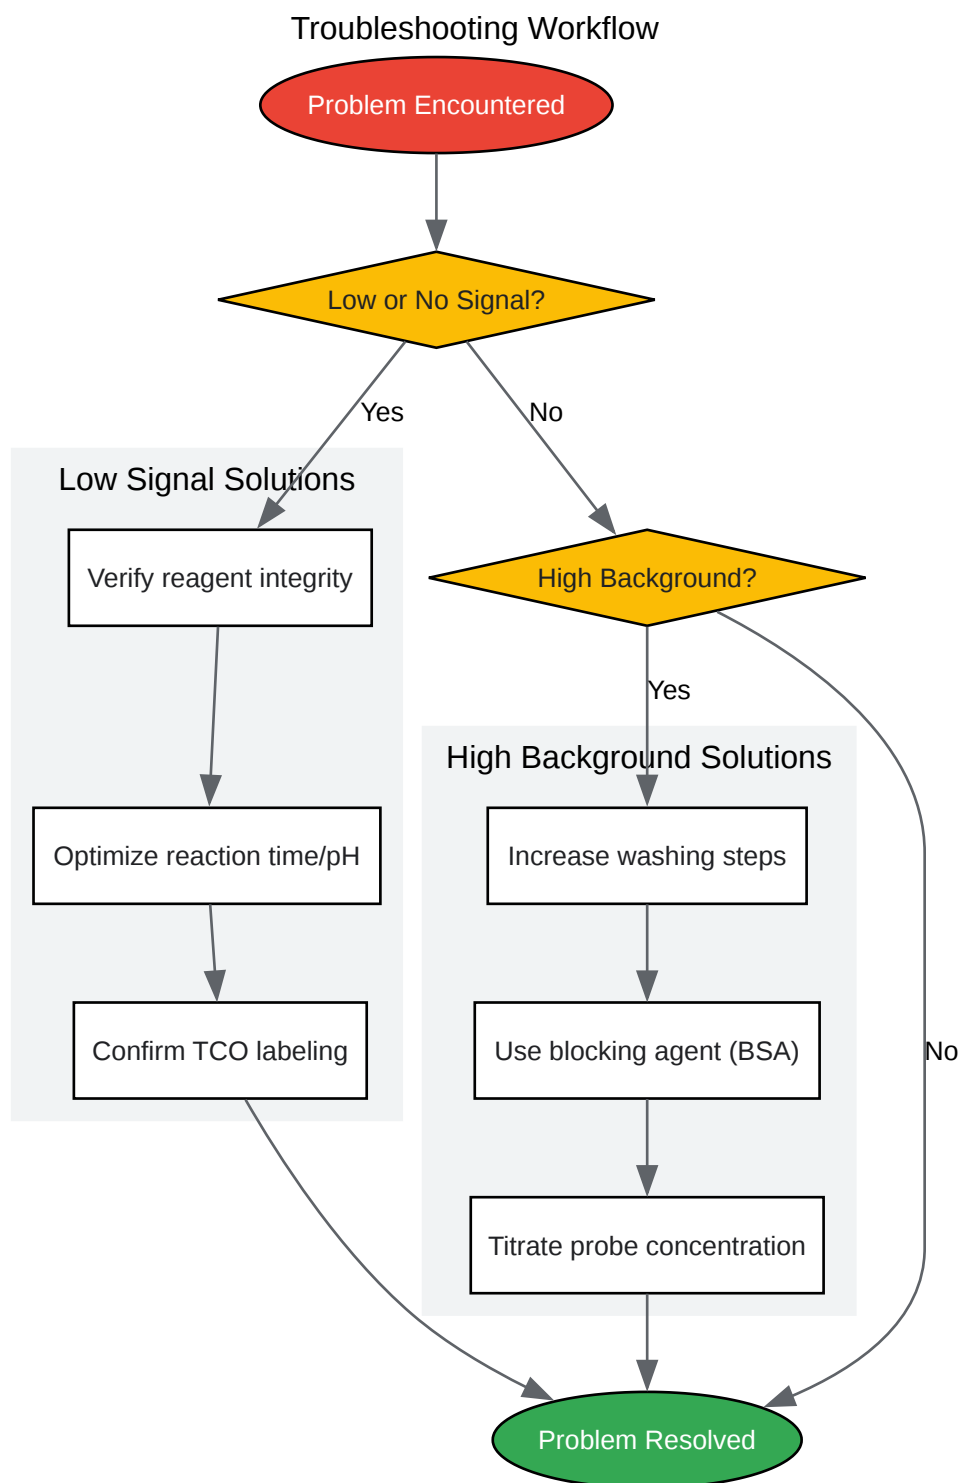 Troubleshooting Workflow
Problem Encountered
Low or No Signal?
Yes
No
Low Signal Solutions
Verify reagent integrity
Optimize reaction time/pH
Confirm TCO labeling
High Background?
Yes
No
High Background Solutions
Increase washing steps
Use blocking agent (BSA)
Titrate probe concentration
Problem Resolved